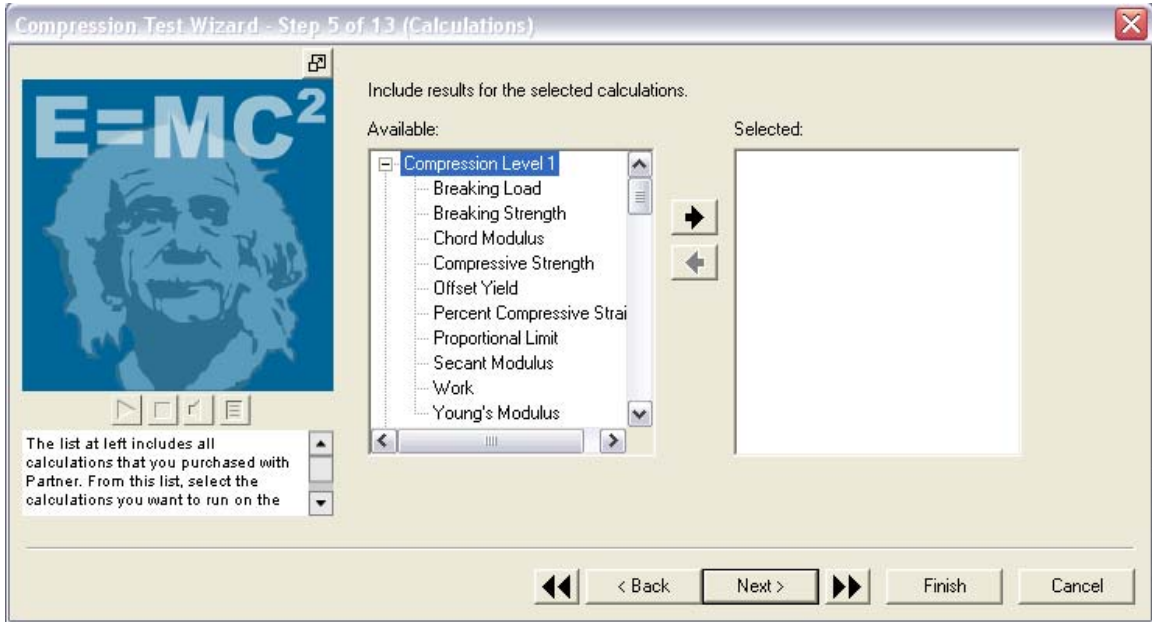 Compression Test Wizard - Step 5 of 13 (Calculations)
E=MC²
Include results for the selected calculations.
Available:
Selected:
Compression Level 1
Breaking Load
Breaking Strength
Chord Modulus
Compressive Strength
Offset Yield
Percent Compressive Strai
Proportional Limit
Secant Modulus
Work
Young's Modulus
The list at left includes all
calculations that you purchased with
Partner. From this list, select the
calculations you want to run on the
< Back
Next >
Finish
Cancel